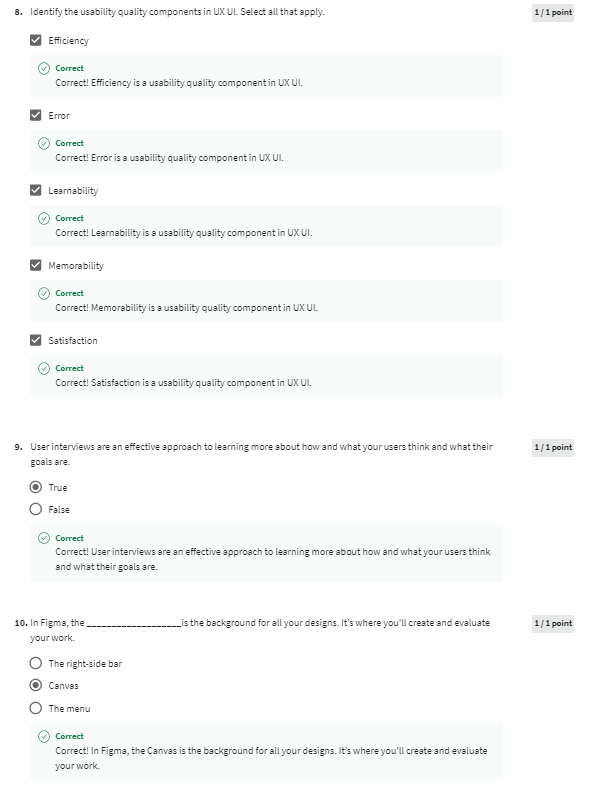 8. Identify the usability quality components in UX UI. Select all that apply.
1 / 1 point
Efficiency
Correct
Correct! Efficiency is a usability quality component in UX UI.
Error
Correct
Correct! Error is a usability quality component in UX UI.
Learnability
Correct
Correct! Learnability is a usability quality component in UX UI.
Memorability
Correct
Correct! Memorability is a usability quality component in UX UI.
Satisfaction
Correct
Correct! Satisfaction is a usability quality component in UX UI.
9. User interviews are an effective approach to learning more about how and what your users think and what their
goals are.
1 / 1 point
True
False
Correct
Correct! User interviews are an effective approach to learning more about how and what your users think
and what their goals are.
10. In Figma, the ____________________is the background for all your designs. It's where you'll create and evaluate
your work.
1 / 1 point
The right-side bar
Canvas
The menu
Correct
Correct! In Figma, the Canvas is the background for all your designs. It's where you'll create and evaluate
your work.